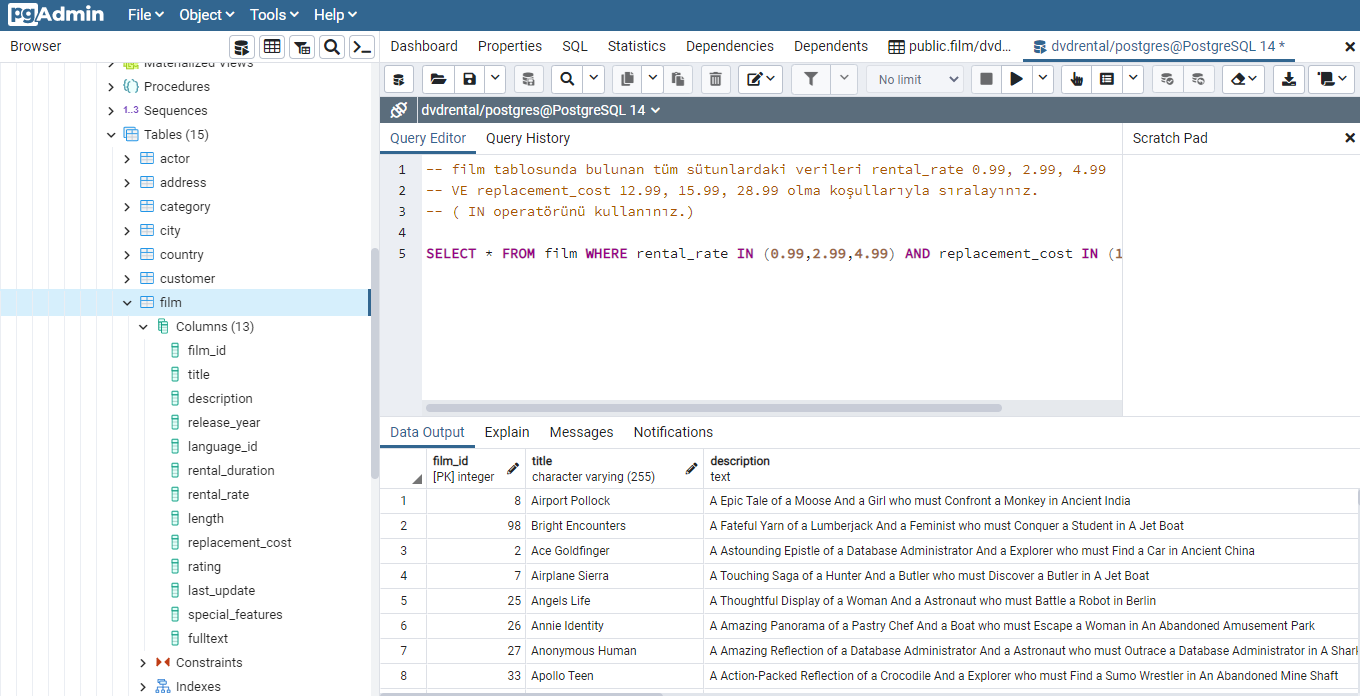 pgAdmin File Object Tools Help
Browser
Dashboard Properties SQL Statistics Dependencies Dependents public.film/dvd... dvdrental/postgres@PostgreSQL 14 *
No limit
dvdrental/postgres@PostgreSQL 14
Query Editor Query History
Scratch Pad
Materialized Views
Procedures
1..3 Sequences
Tables (15)
actor
address
category
city
country
customer
film
Columns (13)
film_id
title
description
release_year
language_id
rental_duration
rental_rate
length
replacement_cost
rating
last_update
special_features
fulltext
Constraints
Indexes
1 -- film tablosunda bulunan tüm sütunlardaki verileri rental_rate 0.99, 2.99, 4.99
2 -- VE replacement_cost 12.99, 15.99, 28.99 olma koşullarıyla sıralayınız.
3 -- ( IN operatörünü kullanınız.)
4
5 SELECT * FROM film WHERE rental_rate IN (0.99,2.99,4.99) AND replacement_cost IN (1
Data Output Explain Messages Notifications
film_id title description
[PK] integer character varying (255) text
1 8 Airport Pollock A Epic Tale of a Moose And a Girl who must Confront a Monkey in Ancient India
2 98 Bright Encounters A Fateful Yarn of a Lumberjack And a Feminist who must Conquer a Student in A Jet Boat
3 2 Ace Goldfinger A Astounding Epistle of a Database Administrator And a Explorer who must Find a Car in Ancient China
4 7 Airplane Sierra A Touching Saga of a Hunter And a Butler who must Discover a Butler in A Jet Boat
5 25 Angels Life A Thoughtful Display of a Woman And a Astronaut who must Battle a Robot in Berlin
6 26 Annie Identity A Amazing Panorama of a Pastry Chef And a Boat who must Escape a Woman in An Abandoned Amusement Park
7 27 Anonymous Human A Amazing Reflection of a Database Administrator And a Astronaut who must Outrace a Database Administrator in A Shark
8 33 Apollo Teen A Action-Packed Reflection of a Crocodile And a Explorer who must Find a Sumo Wrestler in An Abandoned Mine Shaft